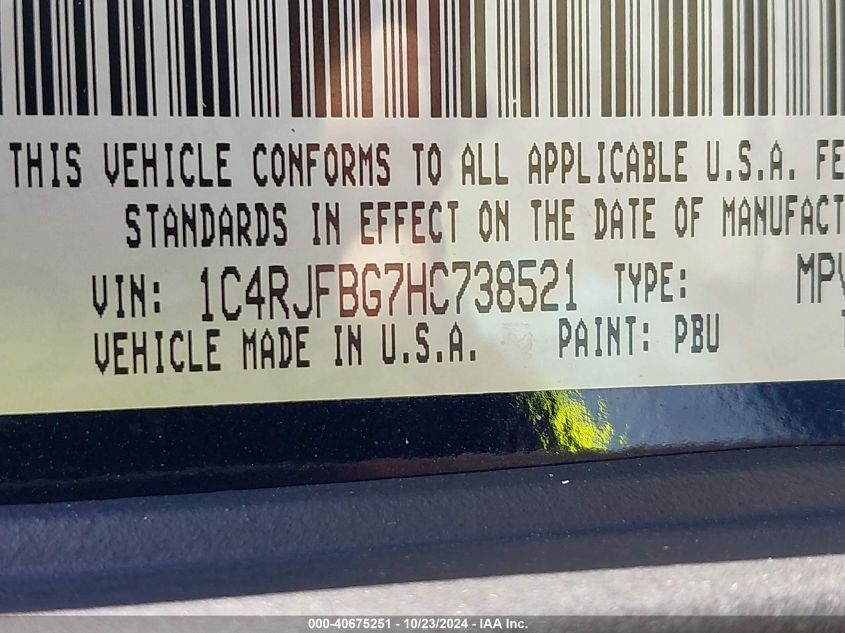 THIS VEHICLE CONFORMS TO ALL APPLICABLE U.S.A. FE
STANDARDS IN EFFECT ON THE DATE OF MANUFACT
VIN: 1C4RJFBG7HC738521 TYPE: MPV
VEHICLE MADE IN U.S.A. PAINT: PBU
000-40675251 - 10/23/2024 - IAA Inc.